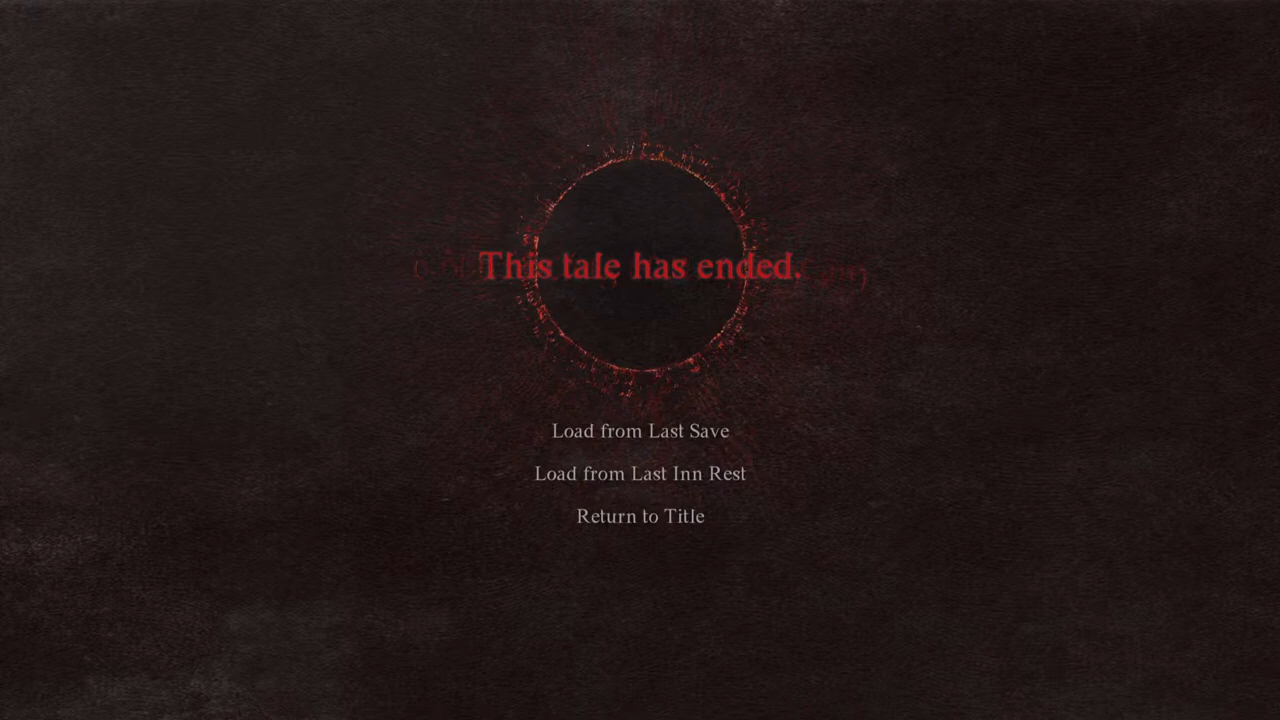 This tale has ended.
Load from Last Save
Load from Last Inn Rest
Return to Title